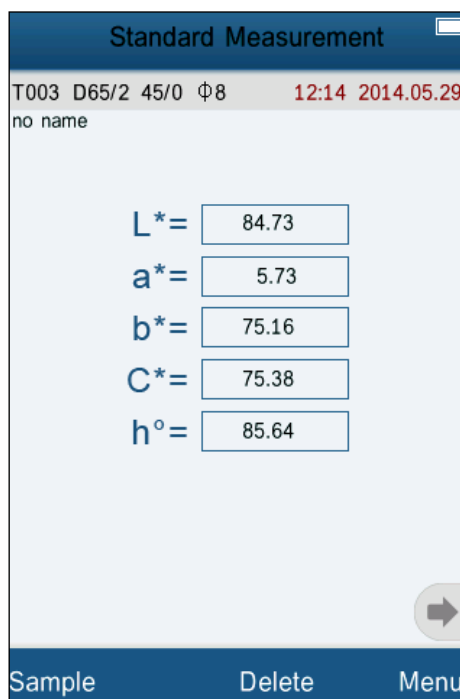 Standard Measurement
T003 D65/2 45/0 Φ8 12:14 2014.05.29
no name
L*= 84.73
a*= 5.73
b*= 75.16
C*= 75.38
h°= 85.64
Sample Delete Menu